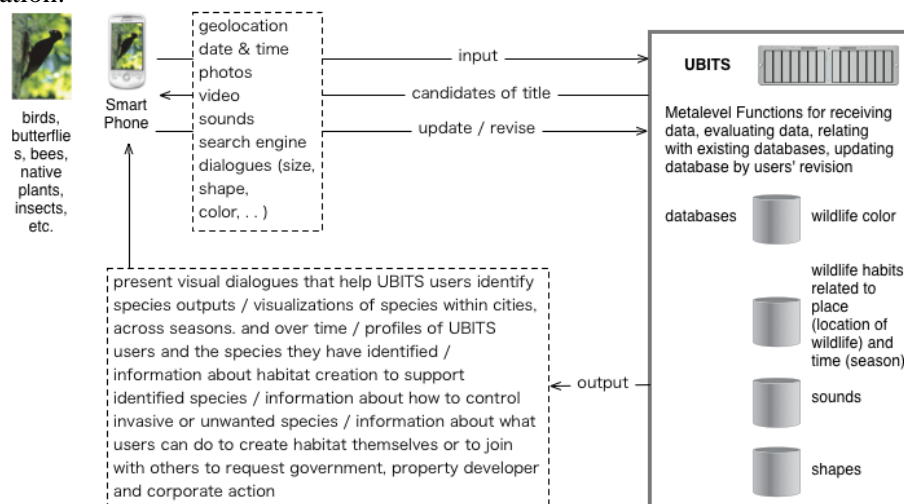 ation.
birds,
butterflie
s, bees,
native
plants,
insects,
etc.
Smart
Phone
geolocation
date & time
photos
video
sounds
search engine
dialogues (size,
shape,
color, . . )
input
candidates of title
update / revise
UBITS
Metalevel Functions for receiving
data, evaluating data, relating
with existing databases, updating
database by users' revision
databases
wildlife color
wildlife habits
related to
place
(location of
wildlife) and
time (season)
sounds
shapes
output
present visual dialogues that help UBITS users identify
species outputs / visualizations of species within cities,
across seasons. and over time / profiles of UBITS
users and the species they have identified /
information about habitat creation to support
identified species / information about how to control
invasive or unwanted species / information about what
users can do to create habitat themselves or to join
with others to request government, property developer
and corporate action